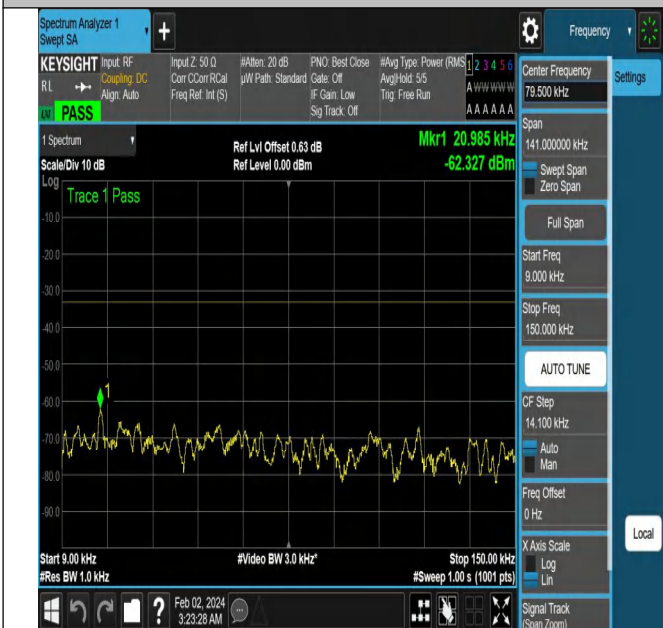 Spectrum Analyzer 1
Swept SA
+
Frequency
KEYSIGHT
RL
PASS
Input: RF
Coupling: DC
Align: Auto
Input Z: 50 Ω
Corr CCorr RCal
Freq Ref: Int (S)
#Atten: 20 dB
µW Path: Standard
PNO: Best Close
Gate: Off
IF Gain: Low
Sig Track: Off
#Avg Type: Power (RMS
Avg|Hold: 5/5
Trig: Free Run
1 2 3 4 5 6
A W W W W W
A A A A A A
1 Spectrum
Scale/Div 10 dB
Log
Ref Lvl Offset 0.63 dB
Ref Level 0.00 dBm
Mkr1 20.985 kHz
-62.327 dBm
Trace 1 Pass
-10.0
-20.0
-30.0
-40.0
-50.0
-60.0
-70.0
-80.0
-90.0
1
Start 9.00 kHz
#Res BW 1.0 kHz
#Video BW 3.0 kHz*
Stop 150.00 kHz
#Sweep 1.00 s (1001 pts)
?
Feb 02, 2024
3:23:28 AM
Center Frequency
79.500 kHz
Span
141.000000 kHz
Swept Span
Zero Span
Full Span
Start Freq
9.000 kHz
Stop Freq
150.000 kHz
AUTO TUNE
CF Step
14.100 kHz
Auto
Man
Freq Offset
0 Hz
X Axis Scale
Log
Lin
Signal Track
(Span Zoom)
Settings
Local